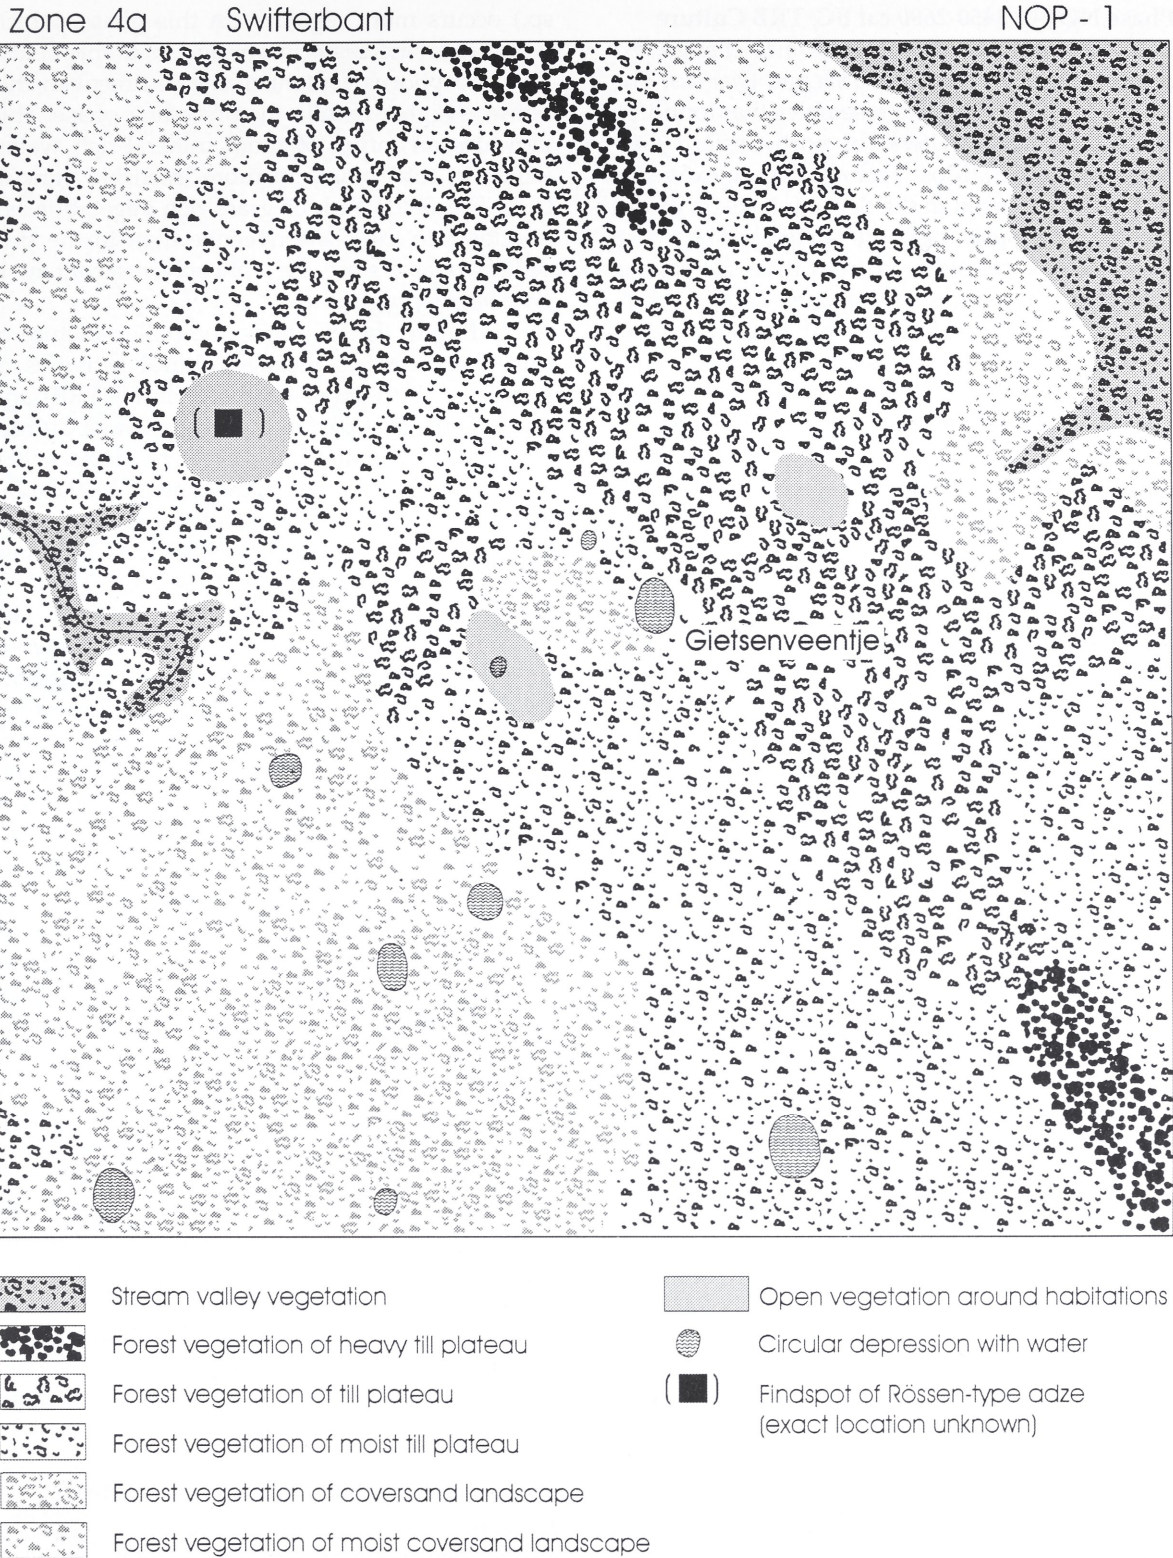 Zone 4a Swifterbant NOP - 1
Gietsenveentje
Stream valley vegetation
Forest vegetation of heavy till plateau
Forest vegetation of till plateau
Forest vegetation of moist till plateau
Forest vegetation of coversand landscape
Forest vegetation of moist coversand landscape
Open vegetation around habitations
Circular depression with water
Findspot of Rössen-type adze
(exact location unknown)